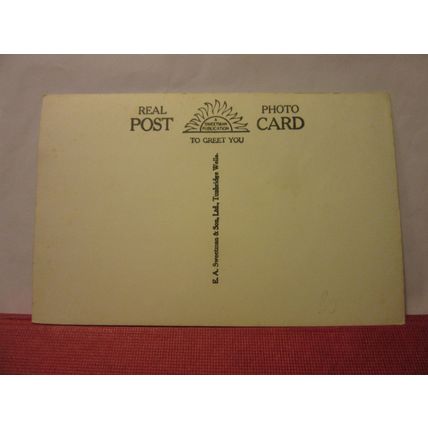 REAL PHOTO
POST CARD
A
SWEETMAN
PUBLICATION
TO GREET YOU
E. A. Sweetman & Son, Ltd., Tunbridge Wells.